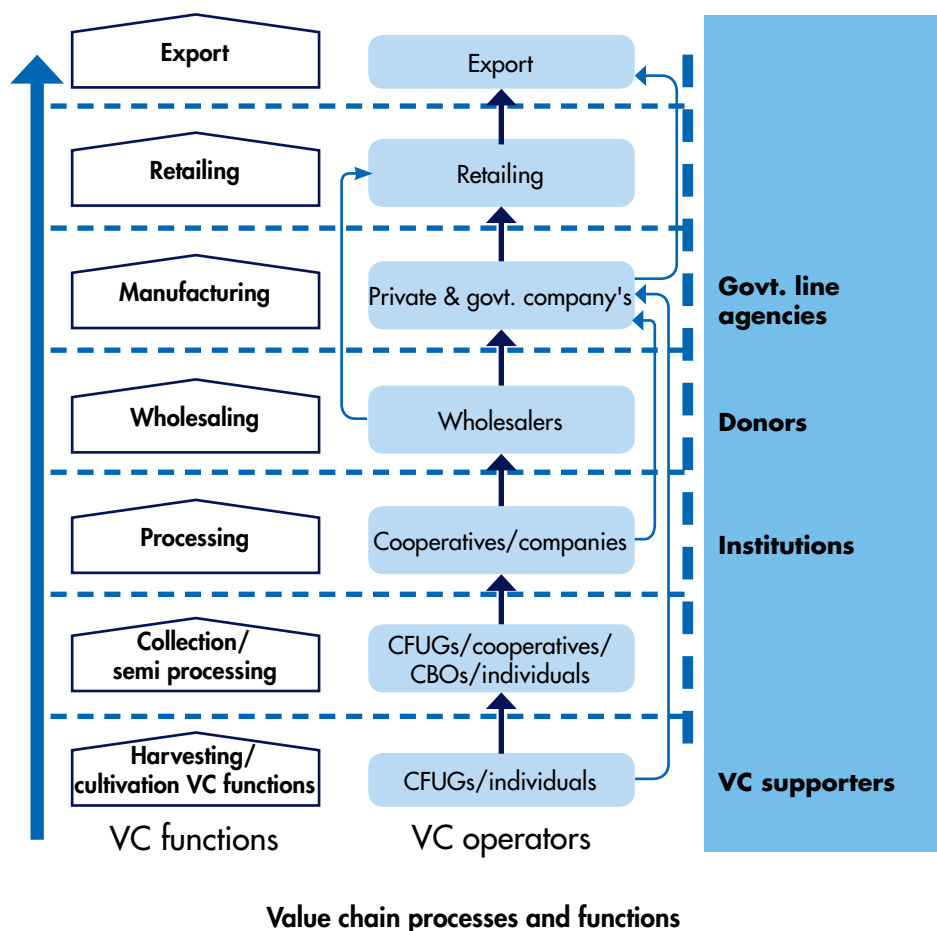 Export
Retailing
Manufacturing
Wholesaling
Processing
Collection/
semi processing
Harvesting/
cultivation VC functions
VC functions
Export
Retailing
Private & govt. company's
Wholesalers
Cooperatives/companies
CFUGs/cooperatives/
CBOs/individuals
CFUGs/individuals
VC operators
Govt. line
agencies
Donors
Institutions
VC supporters
Value chain processes and functions